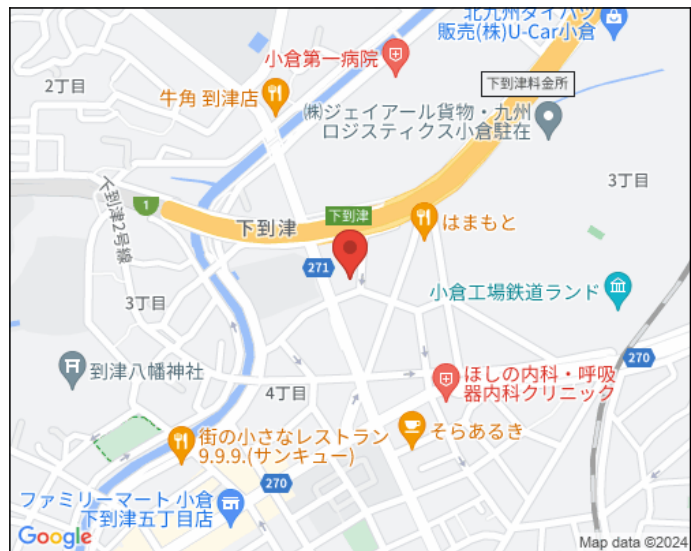 北九州ダイハツ
販売(株)U-Car小倉
小倉第一病院
2丁目
牛角 到津店
下到津料金所
㈱ジェイアール貨物・九州
ロジスティクス小倉駐在
3丁目
1
下到津2号線
下到津
下到津
はまもと
271
小倉工場鉄道ランド
3丁目
270
到津八幡神社
4丁目
ほしの内科・呼吸
器内科クリニック
街の小さなレストラン
9.9.9.(サンキュー)
そらあるき
270
ファミリーマート 小倉
下到津五丁目店
Google
Map data ©2024